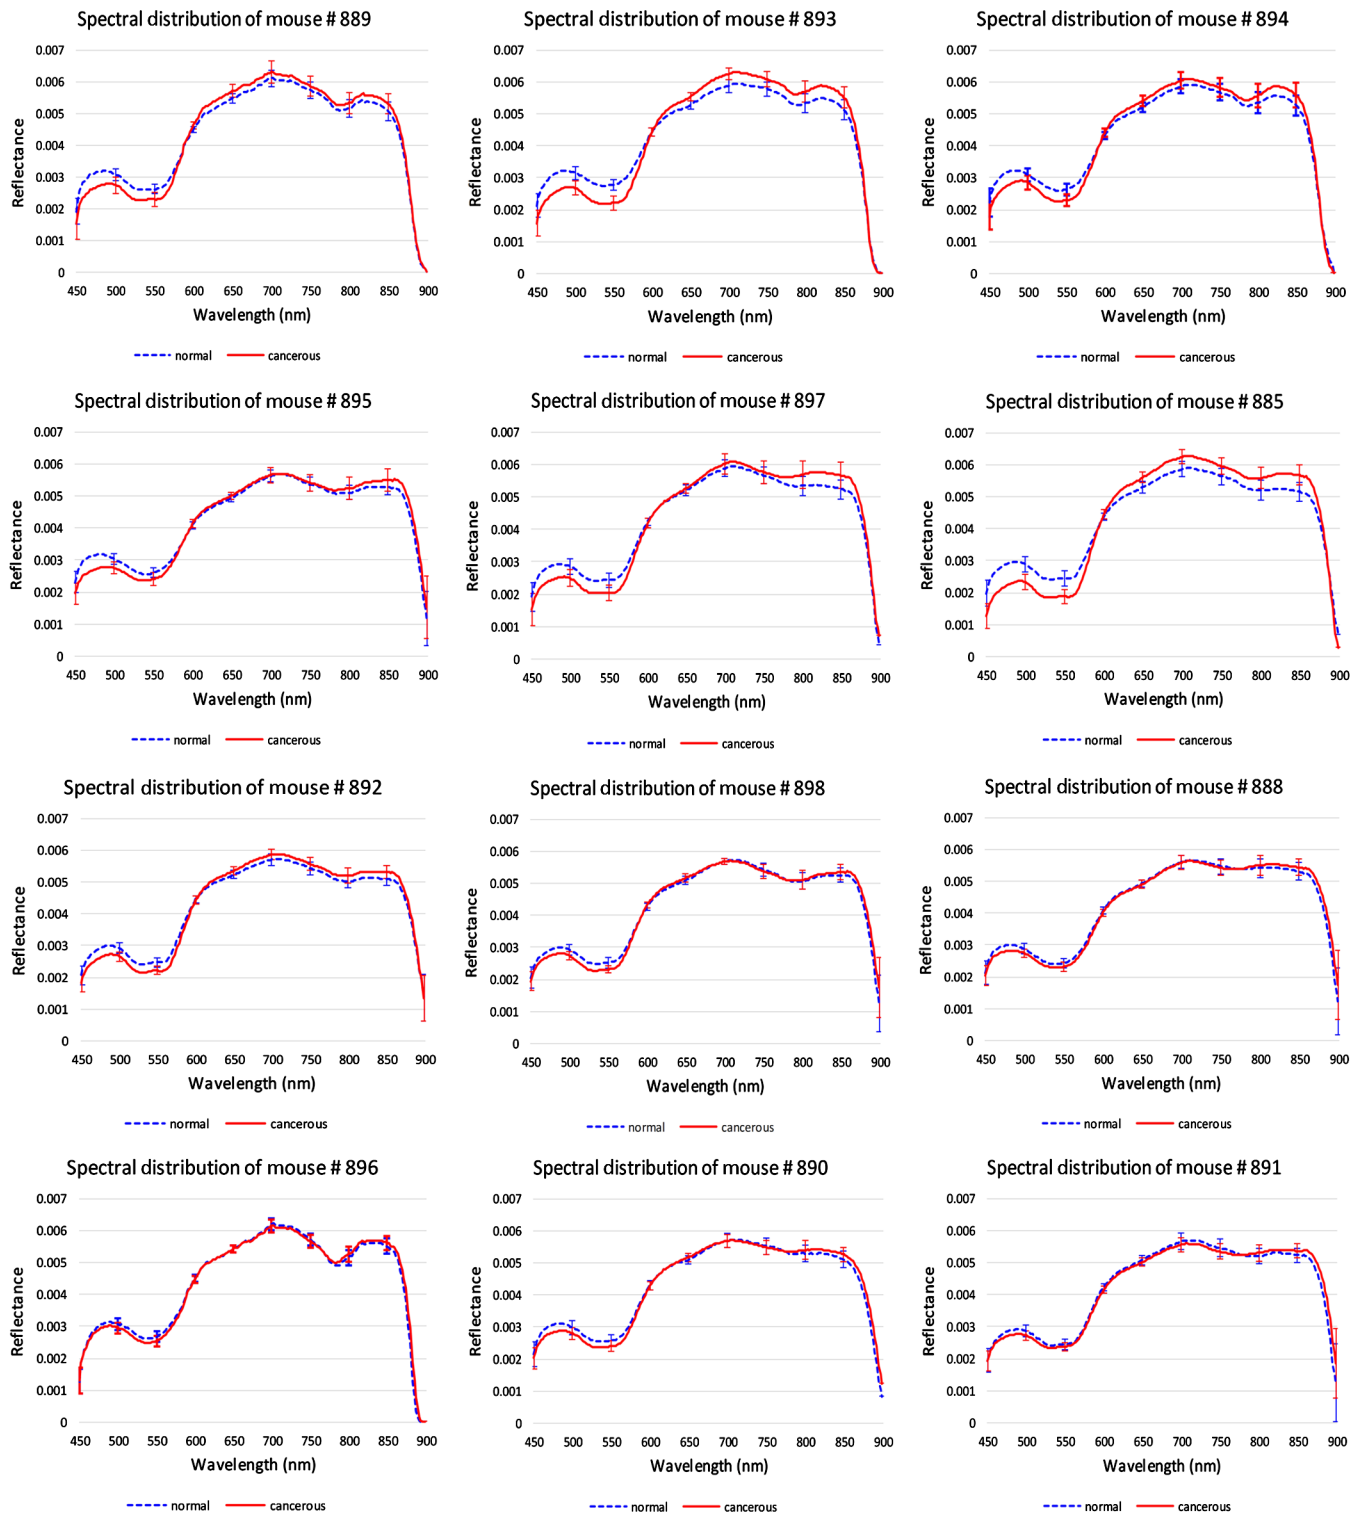 Spectral distribution of mouse # 889
0.007
0.006
0.005
0.004
0.003
0.002
0.001
0
Reflectance
450 500 550 600 650 700 750 800 850 900
Wavelength (nm)
normal cancerous
Spectral distribution of mouse # 893
0.007
0.006
0.005
0.004
0.003
0.002
0.001
0
Reflectance
450 500 550 600 650 700 750 800 850 900
Wavelength (nm)
normal cancerous
Spectral distribution of mouse # 894
0.007
0.006
0.005
0.004
0.003
0.002
0.001
0
Reflectance
450 500 550 600 650 700 750 800 850 900
Wavelength (nm)
normal cancerous
Spectral distribution of mouse # 895
0.007
0.006
0.005
0.004
0.003
0.002
0.001
0
Reflectance
450 500 550 600 650 700 750 800 850 900
Wavelength (nm)
normal cancerous
Spectral distribution of mouse # 897
0.007
0.006
0.005
0.004
0.003
0.002
0.001
0
Reflectance
450 500 550 600 650 700 750 800 850 900
Wavelength (nm)
normal cancerous
Spectral distribution of mouse # 885
0.007
0.006
0.005
0.004
0.003
0.002
0.001
0
Reflectance
450 500 550 600 650 700 750 800 850 900
Wavelength (nm)
normal cancerous
Spectral distribution of mouse # 892
0.007
0.006
0.005
0.004
0.003
0.002
0.001
0
Reflectance
450 500 550 600 650 700 750 800 850 900
Wavelength (nm)
normal cancerous
Spectral distribution of mouse # 898
0.007
0.006
0.005
0.004
0.003
0.002
0.001
0
Reflectance
450 500 550 600 650 700 750 800 850 900
Wavelength (nm)
normal cancerous
Spectral distribution of mouse # 888
0.007
0.006
0.005
0.004
0.003
0.002
0.001
0
Reflectance
450 500 550 600 650 700 750 800 850 900
Wavelength (nm)
normal cancerous
Spectral distribution of mouse # 896
0.007
0.006
0.005
0.004
0.003
0.002
0.001
0
Reflectance
450 500 550 600 650 700 750 800 850 900
Wavelength (nm)
normal cancerous
Spectral distribution of mouse # 890
0.007
0.006
0.005
0.004
0.003
0.002
0.001
0
Reflectance
450 500 550 600 650 700 750 800 850 900
Wavelength (nm)
normal cancerous
Spectral distribution of mouse # 891
0.007
0.006
0.005
0.004
0.003
0.002
0.001
0
Reflectance
450 500 550 600 650 700 750 800 850 900
Wavelength (nm)
normal cancerous